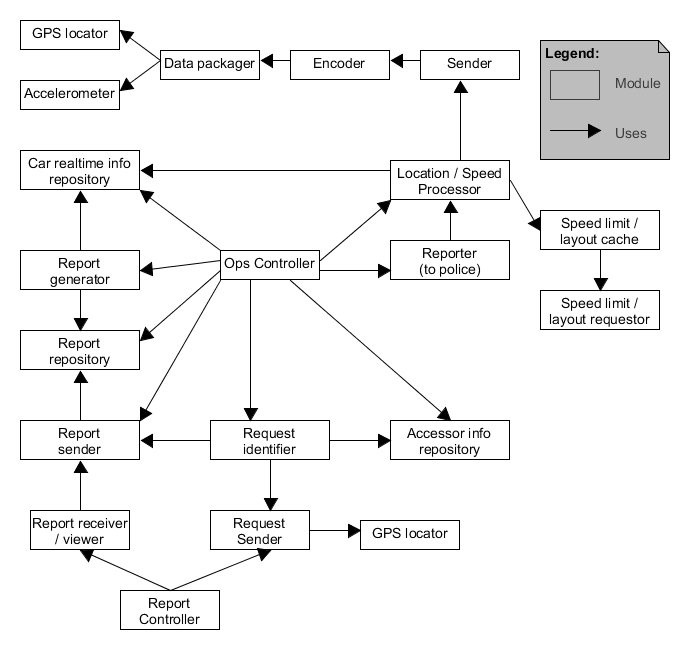 GPS locator
Data packager
Encoder
Sender
Accelerometer
Legend:
Module
Uses
Car realtime info
repository
Location / Speed
Processor
Speed limit /
layout cache
Report
generator
Ops Controller
Reporter
(to police)
Speed limit /
layout requestor
Report
repository
Report
sender
Request
identifier
Accessor info
repository
Report receiver
/ viewer
Request
Sender
GPS locator
Report
Controller